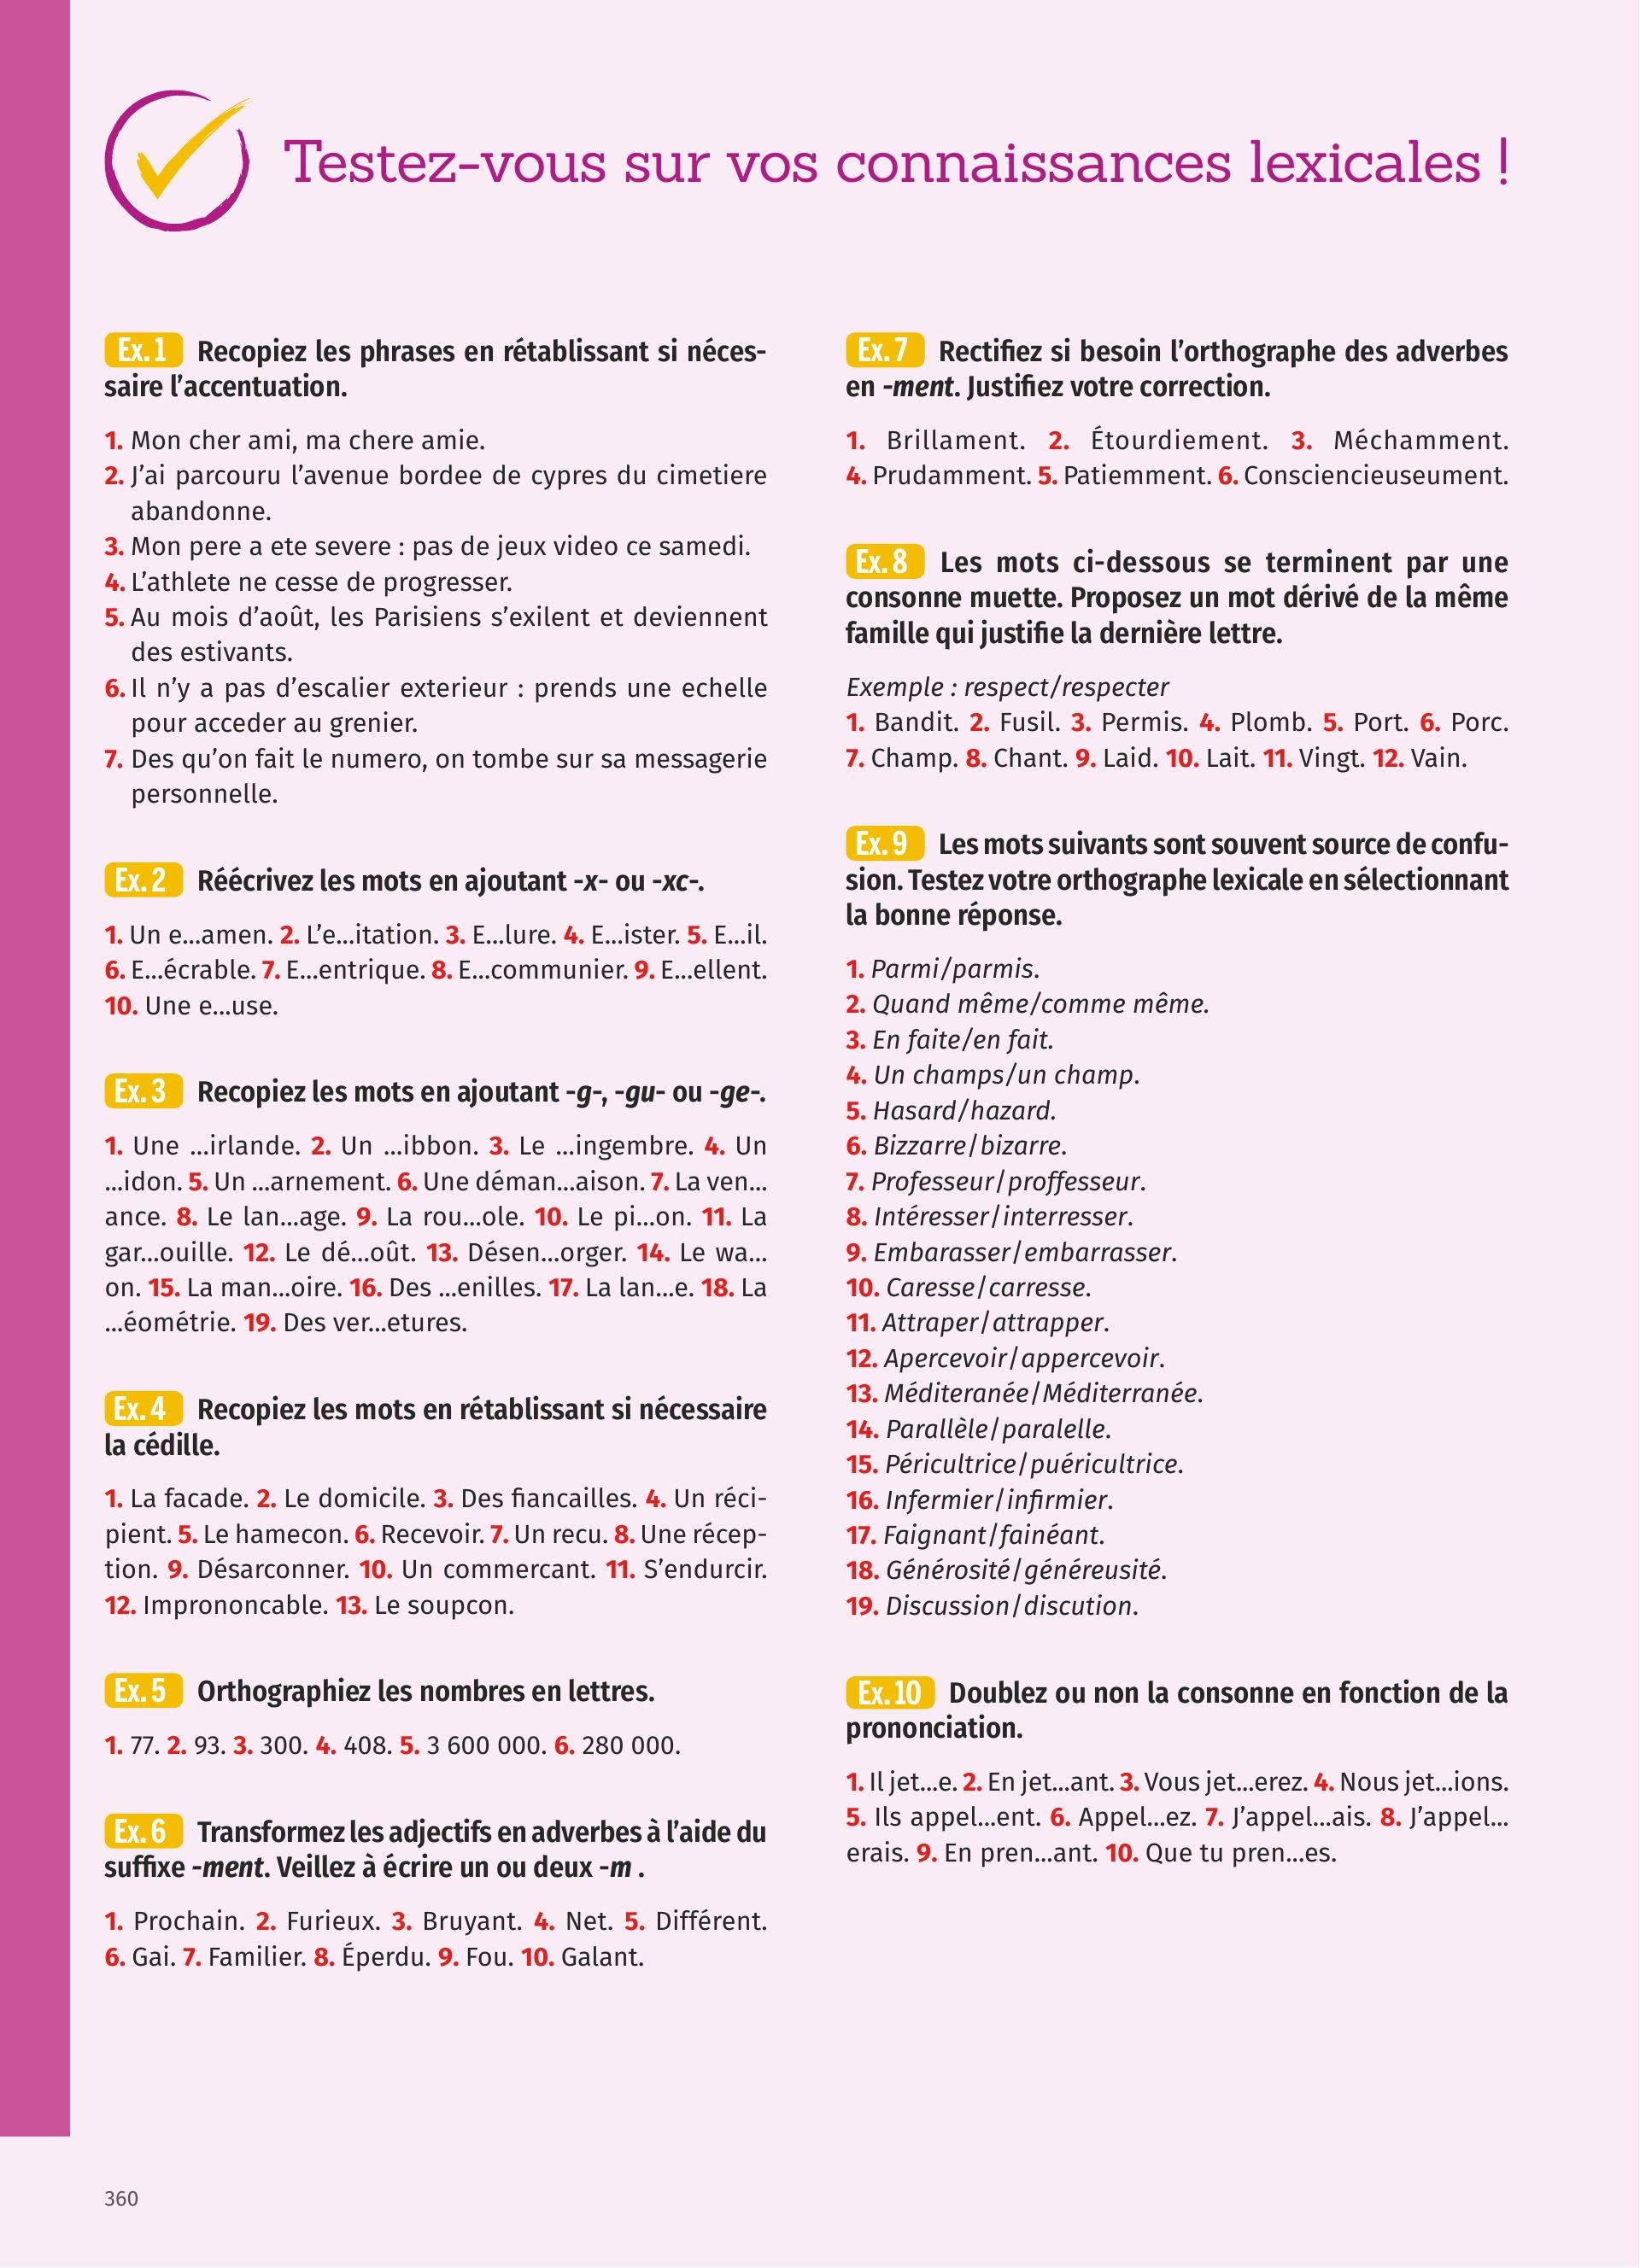 Testez-vous sur vos connaissances lexicales !
Ex. 1 Recopiez les phrases en rétablissant si néces-
saire l’accentuation.
1. Mon cher ami, ma chere amie.
2. J’ai parcouru l’avenue bordee de cypres du cimetiere
abandonne.
3. Mon pere a ete severe : pas de jeux video ce samedi.
4. L’athlete ne cesse de progresser.
5. Au mois d’août, les Parisiens s’exilent et deviennent
des estivants.
6. Il n’y a pas d’escalier exterieur : prends une echelle
pour acceder au grenier.
7. Des qu’on fait le numero, on tombe sur sa messagerie
personnelle.
Ex. 2 Réécrivez les mots en ajoutant -x- ou -xc-.
1. Un e...amen. 2. L’e...itation. 3. E...lure. 4. E...ister. 5. E...il.
6. E...écrable. 7. E...entrique. 8. E...communier. 9. E...ellent.
10. Une e...use.
Ex. 3 Recopiez les mots en ajoutant -g-, -gu- ou -ge-.
1. Une ...irlande. 2. Un ...ibbon. 3. Le ...ingembre. 4. Un
...idon. 5. Un ...arnement. 6. Une déman...aison. 7. La ven...
ance. 8. Le lan...age. 9. La rou...ole. 10. Le pi...on. 11. La
gar...ouille. 12. Le dé...oût. 13. Désen...orger. 14. Le wa...
on. 15. La man...oire. 16. Des ...enilles. 17. La lan...e. 18. La
...éométrie. 19. Des ver...etures.
Ex. 4 Recopiez les mots en rétablissant si nécessaire
la cédille.
1. La facade. 2. Le domicile. 3. Des fiancailles. 4. Un réci-
pient. 5. Le hamecon. 6. Recevoir. 7. Un recu. 8. Une récep-
tion. 9. Désarconner. 10. Un commercant. 11. S’endurcir.
12. Imprononcable. 13. Le soupcon.
Ex. 5 Orthographiez les nombres en lettres.
1. 77. 2. 93. 3. 300. 4. 408. 5. 3 600 000. 6. 280 000.
Ex. 6 Transformez les adjectifs en adverbes à l’aide du
suffixe -ment. Veillez à écrire un ou deux -m .
1. Prochain. 2. Furieux. 3. Bruyant. 4. Net. 5. Différent.
6. Gai. 7. Familier. 8. Éperdu. 9. Fou. 10. Galant.
Ex. 7 Rectifiez si besoin l’orthographe des adverbes
en -ment. Justifiez votre correction.
1. Brillament. 2. Étourdiement. 3. Méchamment.
4. Prudamment. 5. Patiemment. 6. Consciencieuseument.
Ex. 8 Les mots ci-dessous se terminent par une
consonne muette. Proposez un mot dérivé de la même
famille qui justifie la dernière lettre.
Exemple : respect/respecter
1. Bandit. 2. Fusil. 3. Permis. 4. Plomb. 5. Port. 6. Porc.
7. Champ. 8. Chant. 9. Laid. 10. Lait. 11. Vingt. 12. Vain.
Ex. 9 Les mots suivants sont souvent source de confu-
sion. Testez votre orthographe lexicale en sélectionnant
la bonne réponse.
1. Parmi/parmis.
2. Quand même/comme même.
3. En faite/en fait.
4. Un champs/un champ.
5. Hasard/hazard.
6. Bizzarre/bizarre.
7. Professeur/proffesseur.
8. Intéresser/interresser.
9. Embarasser/embarrasser.
10. Caresse/carresse.
11. Attraper/attrapper.
12. Apercevoir/appercevoir.
13. Méditeranée/Méditerranée.
14. Parallèle/paralelle.
15. Péricultrice/puéricultrice.
16. Infermier/infirmier.
17. Faignant/fainéant.
18. Générosité/généreusité.
19. Discussion/discution.
Ex. 10 Doublez ou non la consonne en fonction de la
prononciation.
1. Il jet...e. 2. En jet...ant. 3. Vous jet...erez. 4. Nous jet...ions.
5. Ils appel...ent. 6. Appel...ez. 7. J’appel...ais. 8. J’appel...
erais. 9. En pren...ant. 10. Que tu pren...es.
360